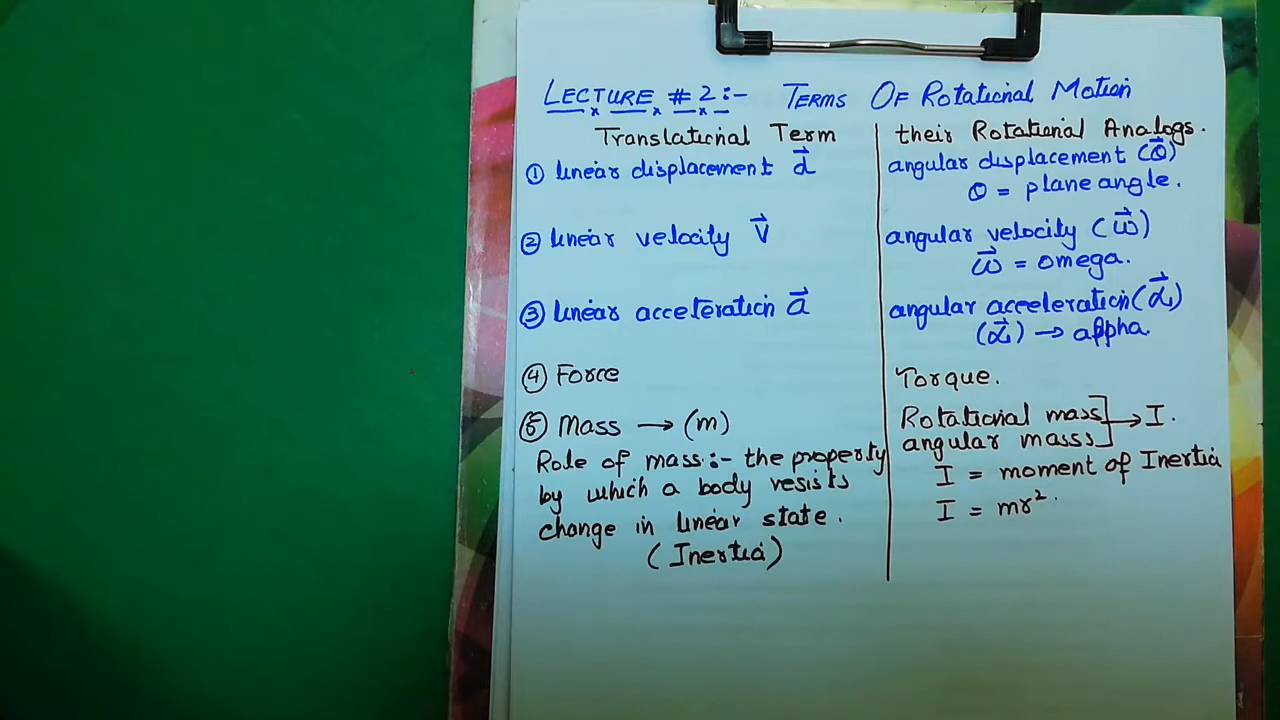 LECTURE # 2:- TERMS OF ROTATIONAL MOTION
Translational Term
their Rotational Analogs.
① linear displacement d⃗
angular displacement (θ⃗)
θ = plane angle.
② linear velocity V⃗
angular velocity (ω⃗)
ω⃗ = omega.
③ linear acceleration a⃗
angular acceleration (α⃗)
(α⃗) → alpha
④ Force
Torque.
⑤ Mass → (m)
Rotational mass
angular masss
→ I.
Role of mass:- the property
by which a body resists
change in linear state.
(Inertia)
I = moment of Inertia
I = mr².